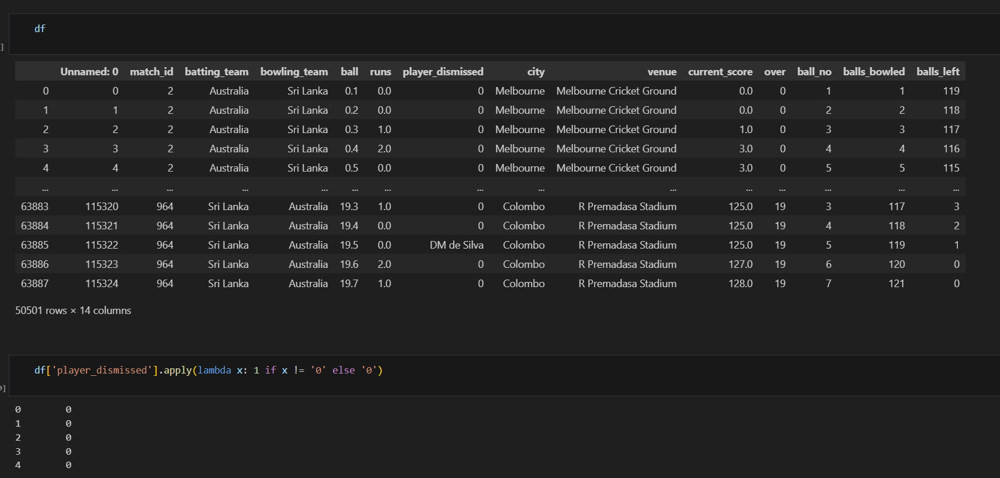 df
]
Unnamed: 0 match_id batting_team bowling_team ball runs player_dismissed city venue current_score over ball_no balls_bowled balls_left
0 0 2 Australia Sri Lanka 0.1 0.0 0 Melbourne Melbourne Cricket Ground 0.0 0 1 1 119
1 1 2 Australia Sri Lanka 0.2 0.0 0 Melbourne Melbourne Cricket Ground 0.0 0 2 2 118
2 2 2 Australia Sri Lanka 0.3 1.0 0 Melbourne Melbourne Cricket Ground 1.0 0 3 3 117
3 3 2 Australia Sri Lanka 0.4 2.0 0 Melbourne Melbourne Cricket Ground 3.0 0 4 4 116
4 4 2 Australia Sri Lanka 0.5 0.0 0 Melbourne Melbourne Cricket Ground 3.0 0 5 5 115
... ... ... ... ... ... ... ... ... ... ... ... ... ... ...
63883 115320 964 Sri Lanka Australia 19.3 1.0 0 Colombo R Premadasa Stadium 125.0 19 3 117 3
63884 115321 964 Sri Lanka Australia 19.4 0.0 0 Colombo R Premadasa Stadium 125.0 19 4 118 2
63885 115322 964 Sri Lanka Australia 19.5 0.0 DM de Silva Colombo R Premadasa Stadium 125.0 19 5 119 1
63886 115323 964 Sri Lanka Australia 19.6 2.0 0 Colombo R Premadasa Stadium 127.0 19 6 120 0
63887 115324 964 Sri Lanka Australia 19.7 1.0 0 Colombo R Premadasa Stadium 128.0 19 7 121 0
50501 rows × 14 columns
df['player_dismissed'].apply(lambda x: 1 if x != '0' else '0')
]
0 0
1 0
2 0
3 0
4 0